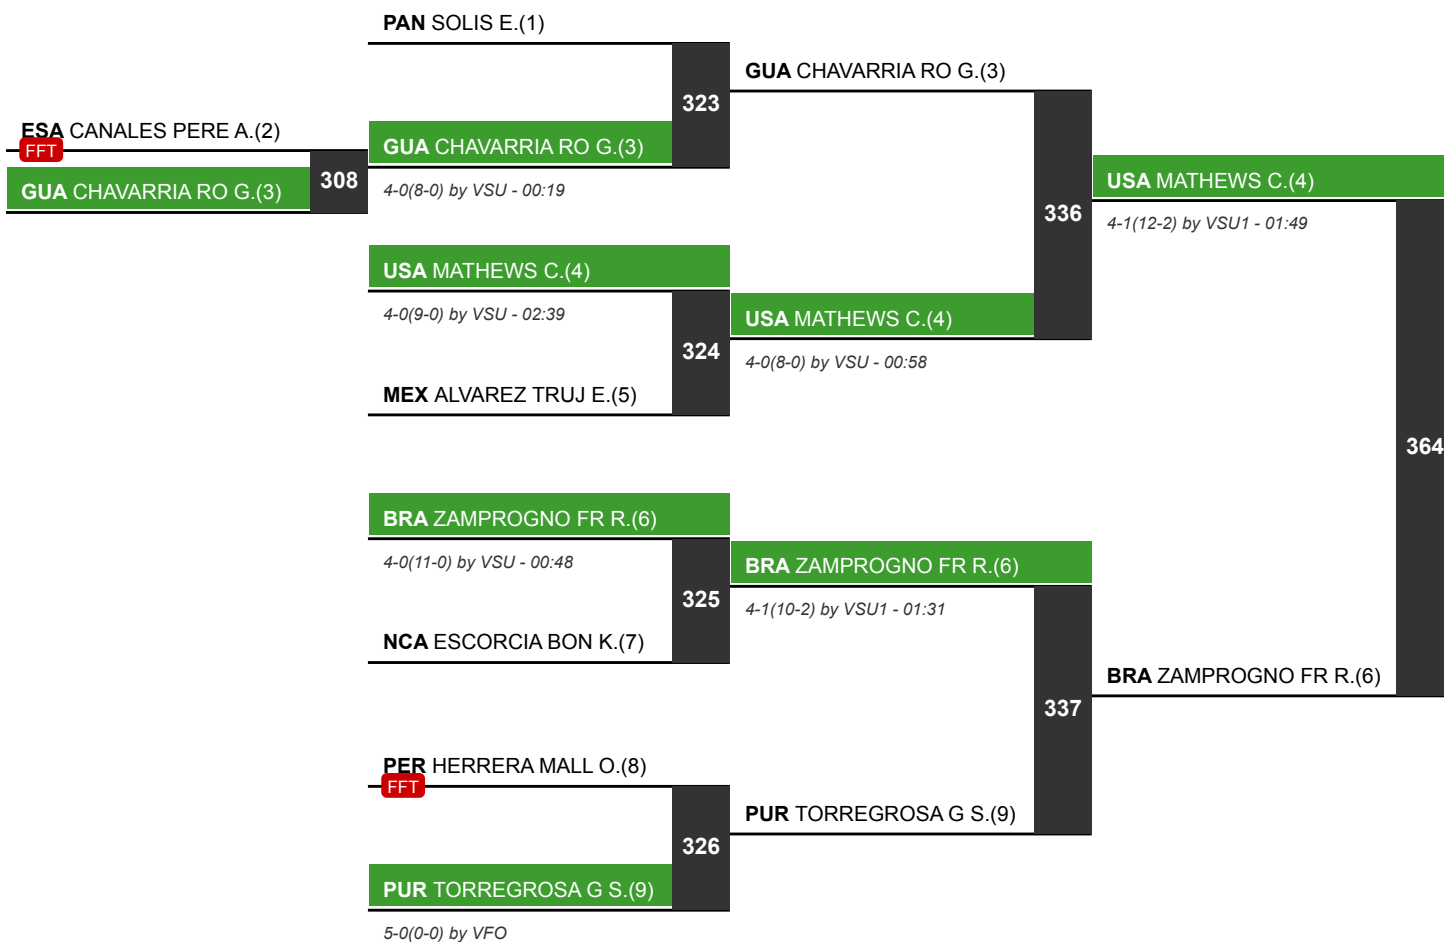 PAN SOLIS E.(1)
GUA CHAVARRIA RO G.(3)
323
ESA CANALES PERE A.(2)
FFT
GUA CHAVARRIA RO G.(3)
308
GUA CHAVARRIA RO G.(3)
4-0(8-0) by VSU - 00:19
USA MATHEWS C.(4)
336
4-1(12-2) by VSU1 - 01:49
USA MATHEWS C.(4)
4-0(9-0) by VSU - 02:39
USA MATHEWS C.(4)
324
4-0(8-0) by VSU - 00:58
MEX ALVAREZ TRUJ E.(5)
364
BRA ZAMPROGNO FR R.(6)
4-0(11-0) by VSU - 00:48
BRA ZAMPROGNO FR R.(6)
325
4-1(10-2) by VSU1 - 01:31
NCA ESCORCIA BON K.(7)
BRA ZAMPROGNO FR R.(6)
337
PER HERRERA MALL O.(8)
FFT
PUR TORREGROSA G S.(9)
326
PUR TORREGROSA G S.(9)
5-0(0-0) by VFO